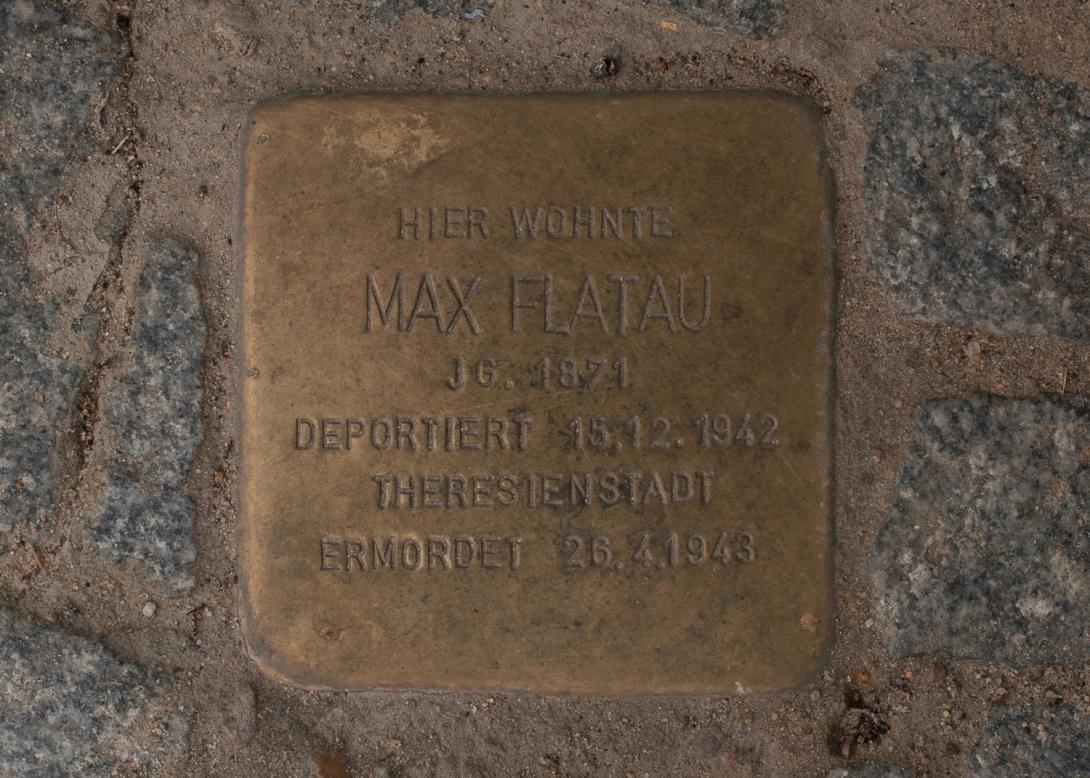 HIER WOHNTE
MAX FLATAU
JG. 1871
DEPORTIERT 15.12.1942
THERESIENSTADT
ERMORDET 26.4.1943